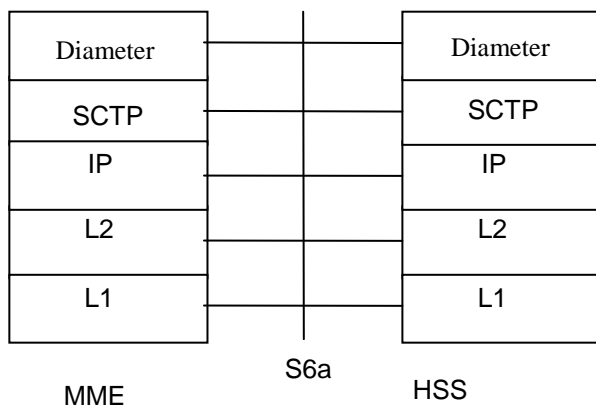 Diameter
SCTP
IP
L2
L1
Diameter
SCTP
IP
L2
L1
S6a
MME
HSS